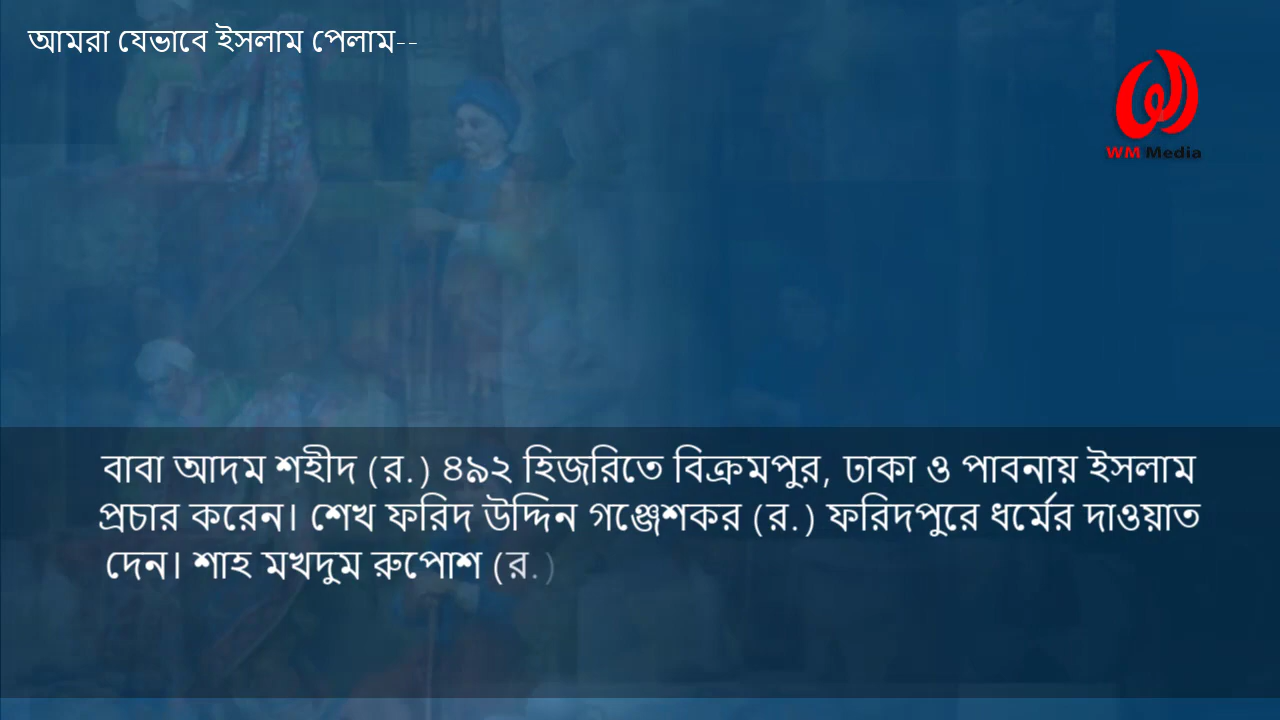 আমরা যেভাবে ইসলাম পেলাম--
WM Media
বাবা আদম শহীদ (র.) ৪৯২ হিজরিতে বিক্রমপুর, ঢাকা ও পাবনায় ইসলাম
প্রচার করেন। শেখ ফরিদ উদ্দিন গঞ্জেশকর (র.) ফরিদপুরে ধর্মের দাওয়াত
দেন। শাহ মখদুম রুপোশ (র.)